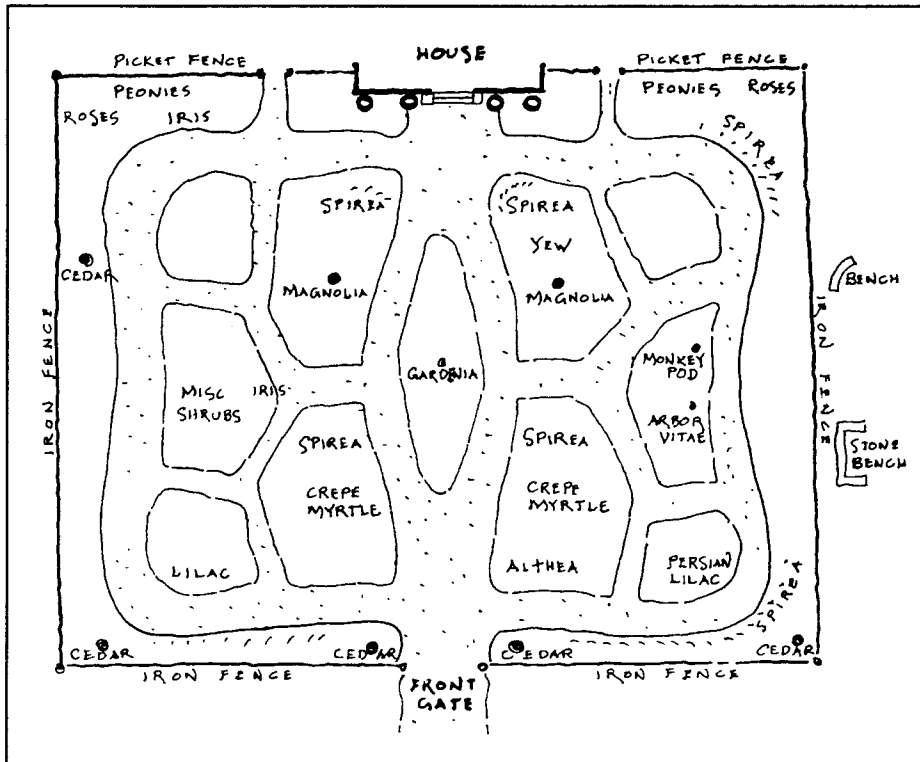 HOUSE
PICKET FENCE
PICKET FENCE
PEONIES
PEONIES ROSES
ROSES IRIS
SPIREA
SPIREA
SPIREA
YEW
CEDAR
MAGNOLIA
MAGNOLIA
BENCH
IRON FENCE
IRON FENCE
GARDENIA
MONKEY
POD
MISC IRIS
SHRUBS
ARBOR
VITAE
SPIREA
SPIREA
STONE
BENCH
CREPE
MYRTLE
CREPE
MYRTLE
LILAC
ALTHEA
PERSIAN
LILAC
SPIREA
CEDAR
CEDAR
CEDAR
CEDAR
IRON FENCE
FRONT
GATE
IRON FENCE